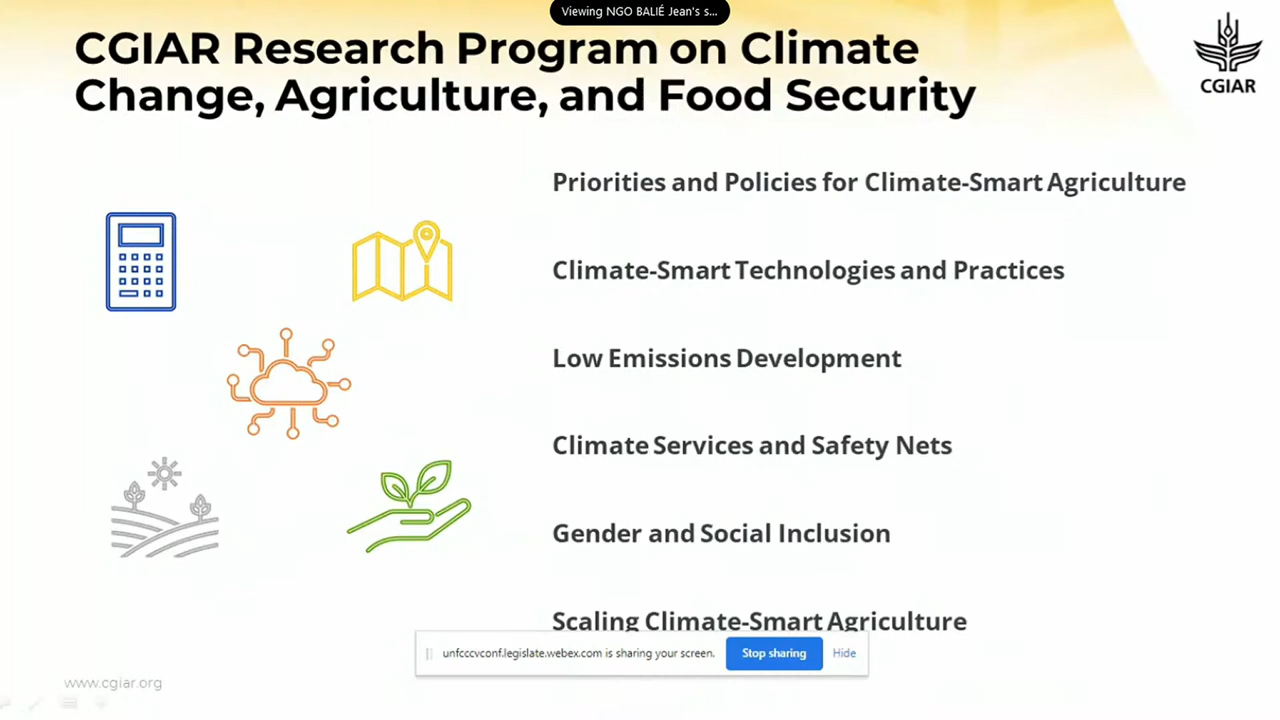 Viewing NGO BALIÉ Jean's s...
CGIAR Research Program on Climate
Change, Agriculture, and Food Security
CGIAR
Priorities and Policies for Climate-Smart Agriculture
Climate-Smart Technologies and Practices
Low Emissions Development
Climate Services and Safety Nets
Gender and Social Inclusion
Scaling Climate-Smart Agriculture
unfcccvconf.legislate.webex.com is sharing your screen.
Stop sharing
Hide
www.cgiar.org